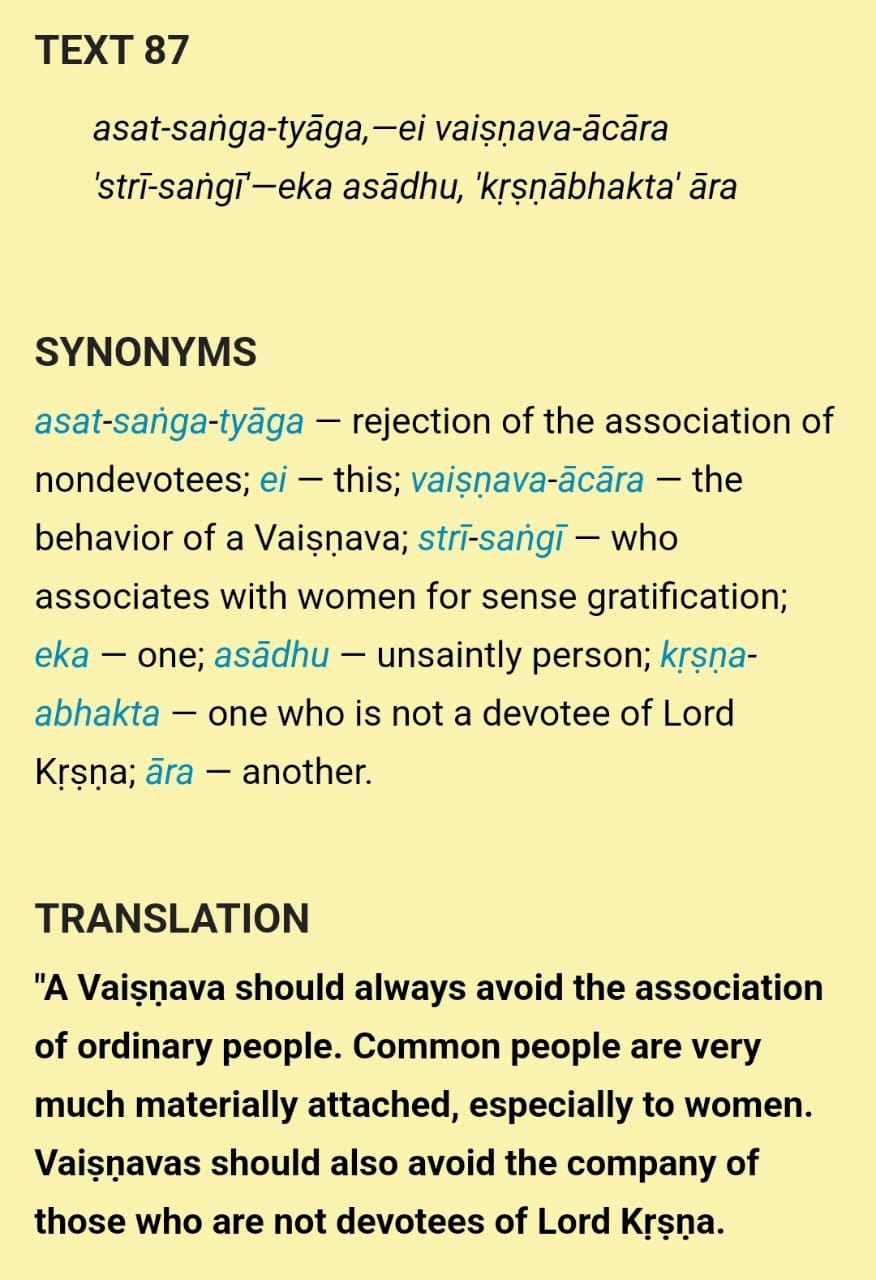 TEXT 87
asat-saṅga-tyāga,—ei vaiṣṇava-ācāra
'strī-saṅgī'—eka asādhu, 'kṛṣṇābhakta' āra
SYNONYMS
asat-saṅga-tyāga — rejection of the association of
nondevotees; ei — this; vaiṣṇava-ācāra — the
behavior of a Vaiṣṇava; strī-saṅgī — who
associates with women for sense gratification;
eka — one; asādhu — unsaintly person; kṛṣṇa-
abhakta — one who is not a devotee of Lord
Kṛṣṇa; āra — another.
TRANSLATION
"A Vaiṣṇava should always avoid the association
of ordinary people. Common people are very
much materially attached, especially to women.
Vaiṣṇavas should also avoid the company of
those who are not devotees of Lord Kṛṣṇa.